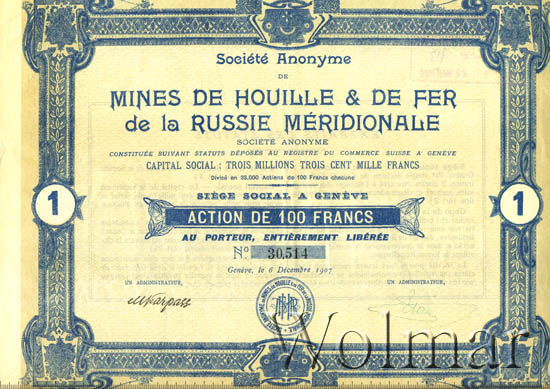 Société Anonyme
DE
MINES DE HOUILLE & DE FER
de la RUSSIE MÉRIDIONALE
SOCIÉTÉ ANONYME
CONSTITUÉE SUIVANT STATUTS DÉPOSÉS AU REGISTRE DU COMMERCE SUISSE A GENÈVE
CAPITAL SOCIAL : TROIS MILLIONS TROIS CENT MILLE FRANCS
Divisé en 33.000 Actions de 100 Francs chacune
SIÈGE SOCIAL A GENÈVE
1 ACTION DE 100 FRANCS 1
AU PORTEUR, ENTIÈREMENT LIBÉRÉE
No. 30,514
Genève, le 6 Décembre 1907
UN ADMINISTRATEUR, UN ADMINISTRATEUR,
Wolmar